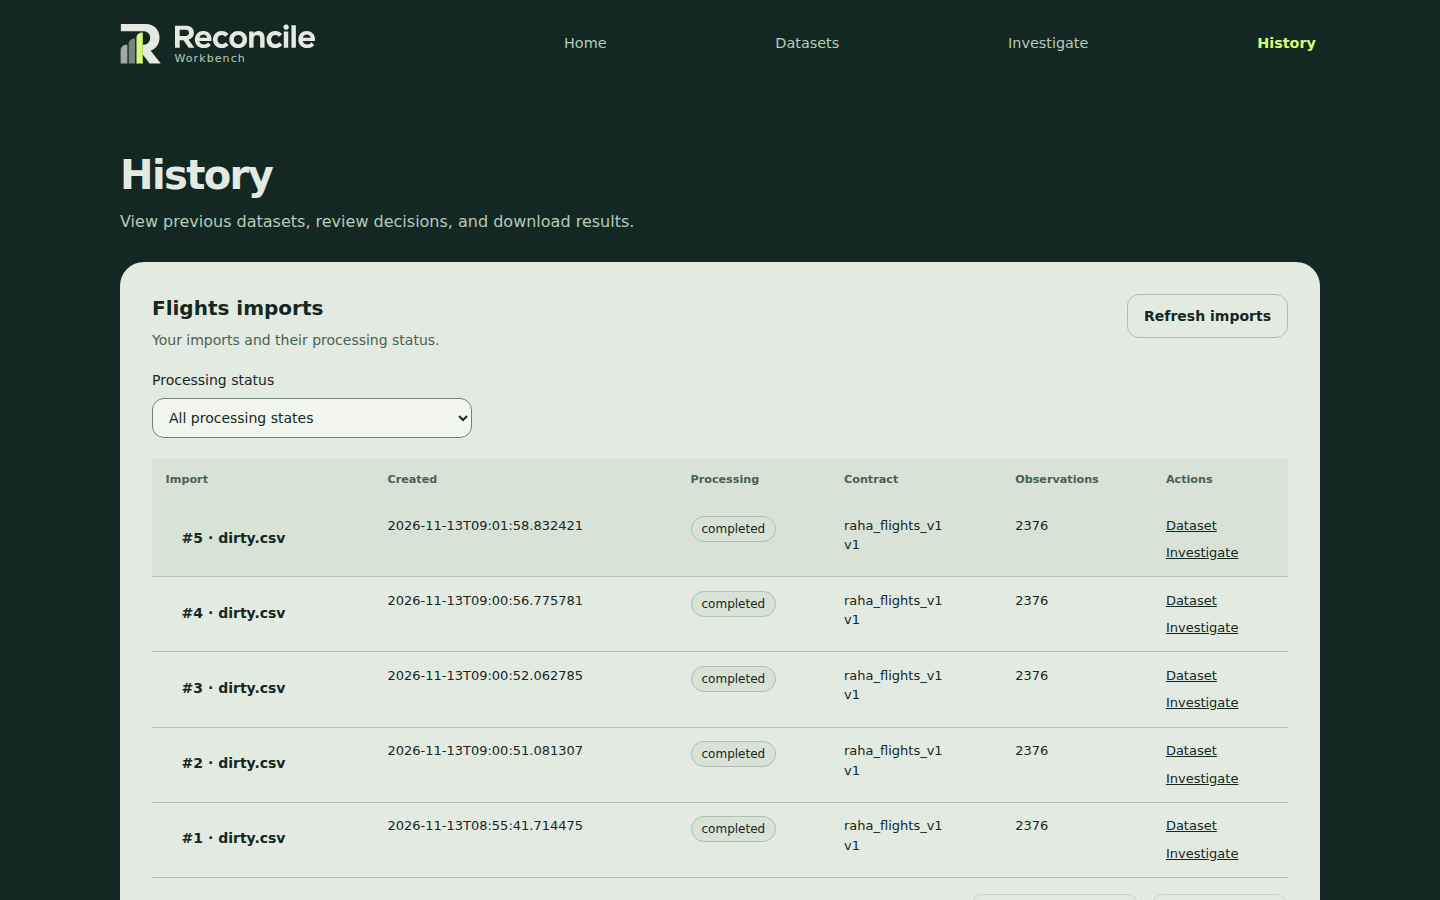 Reconcile
Workbench
Home
Datasets
Investigate
History
History
View previous datasets, review decisions, and download results.
Flights imports
Refresh imports
Your imports and their processing status.
Processing status
All processing states
Import Created Processing Contract Observations Actions
#5 · dirty.csv 2026-11-13T09:01:58.832421 completed raha_flights_v1 2376 Dataset
v1 Investigate
#4 · dirty.csv 2026-11-13T09:00:56.775781 completed raha_flights_v1 2376 Dataset
v1 Investigate
#3 · dirty.csv 2026-11-13T09:00:52.062785 completed raha_flights_v1 2376 Dataset
v1 Investigate
#2 · dirty.csv 2026-11-13T09:00:51.081307 completed raha_flights_v1 2376 Dataset
v1 Investigate
#1 · dirty.csv 2026-11-13T08:55:41.714475 completed raha_flights_v1 2376 Dataset
v1 Investigate